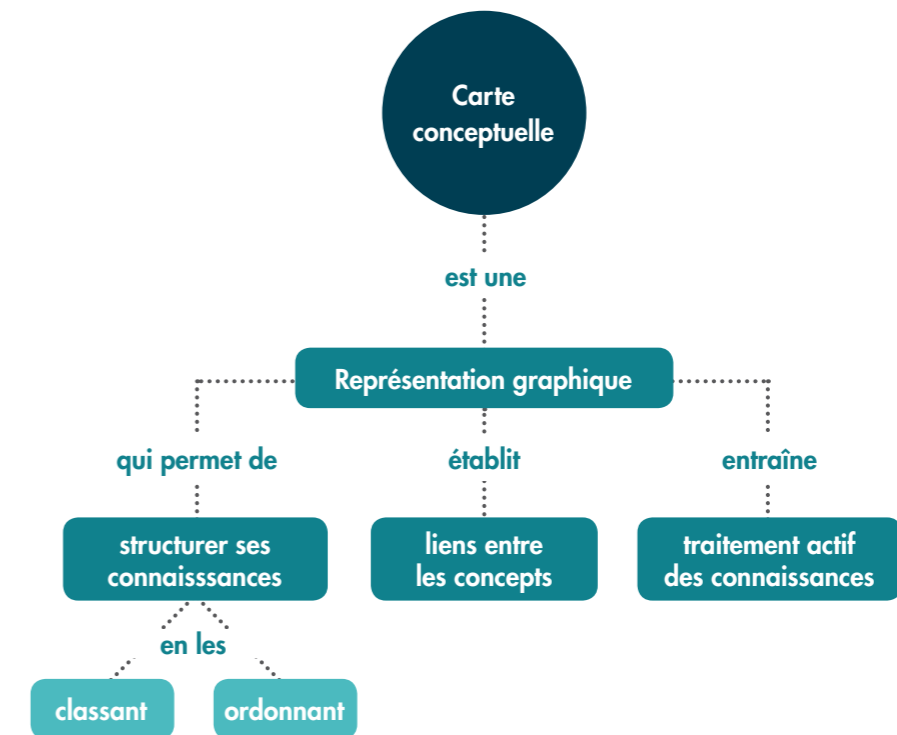 Carte
conceptuelle
est une
Représentation graphique
qui permet de
établit
entraîne
structurer ses
connaisssances
liens entre
les concepts
traitement actif
des connaissances
en les
classant
ordonnant